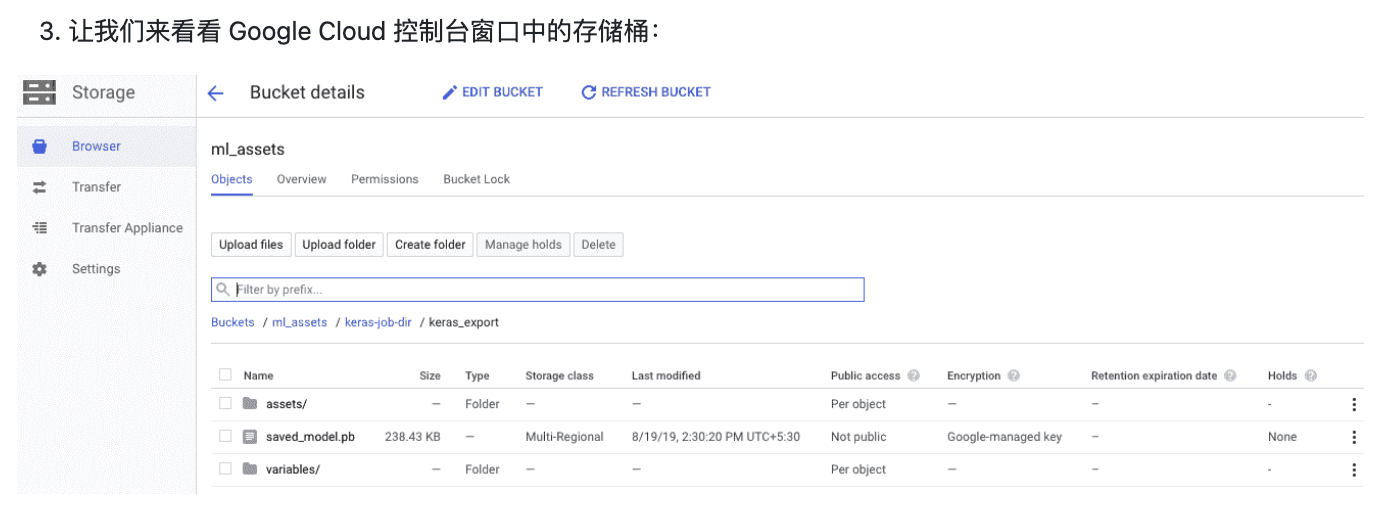 3. 让我们来看看 Google Cloud 控制台窗口中的存储桶：
Storage
Bucket details
EDIT BUCKET
REFRESH BUCKET
Browser
Transfer
Transfer Appliance
Settings
ml_assets
Objects Overview Permissions Bucket Lock
Upload files Upload folder Create folder Manage holds Delete
Filter by prefix...
Buckets / ml_assets / keras-job-dir / keras_export
Name Size Type Storage class Last modified Public access Encryption Retention expiration date Holds
assets/ — Folder — — Per object — — -
saved_model.pb 238.43 KB — Multi-Regional 8/19/19, 2:30:20 PM UTC+5:30 Not public Google-managed key — None
variables/ — Folder — — Per object — — -